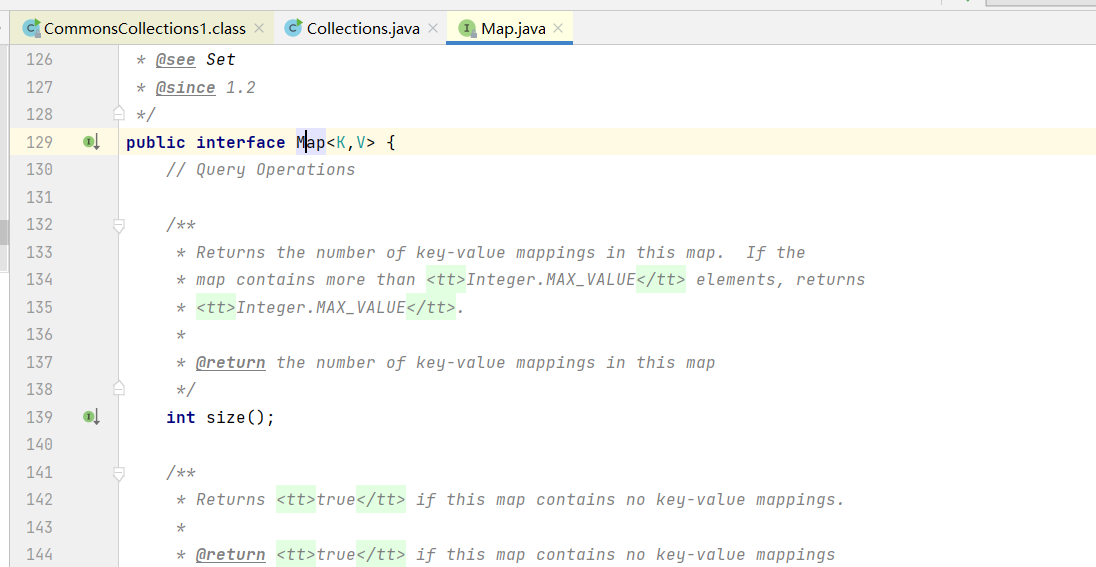 CommonsCollections1.class Collections.java Map.java
126 * @see Set
127 * @since 1.2
128 */
129 public interface Map<K,V> {
130 // Query Operations
131
132 /**
133 * Returns the number of key-value mappings in this map.  If the
134 * map contains more than <tt>Integer.MAX_VALUE</tt> elements, returns
135 * <tt>Integer.MAX_VALUE</tt>.
136 *
137 * @return the number of key-value mappings in this map
138 */
139 int size();
140
141 /**
142 * Returns <tt>true</tt> if this map contains no key-value mappings.
143 *
144 * @return <tt>true</tt> if this map contains no key-value mappings